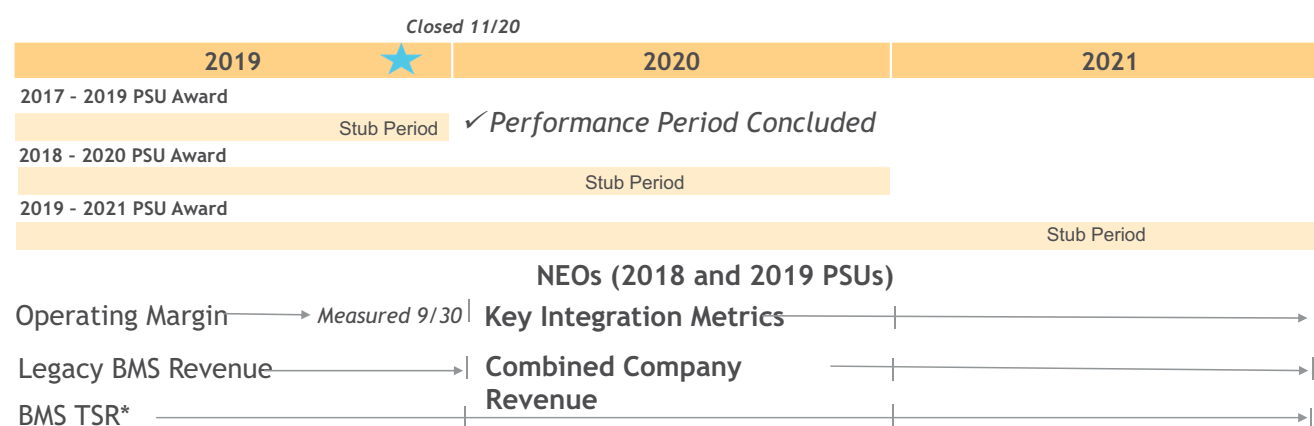 Closed 11/20
2019 2020 2021
2017 – 2019 PSU Award
Stub Period ✓ Performance Period Concluded
2018 – 2020 PSU Award
Stub Period
2019 – 2021 PSU Award
Stub Period
NEOs (2018 and 2019 PSUs)
Operating Margin Measured 9/30 Key Integration Metrics
Legacy BMS Revenue Combined Company
Revenue
BMS TSR*